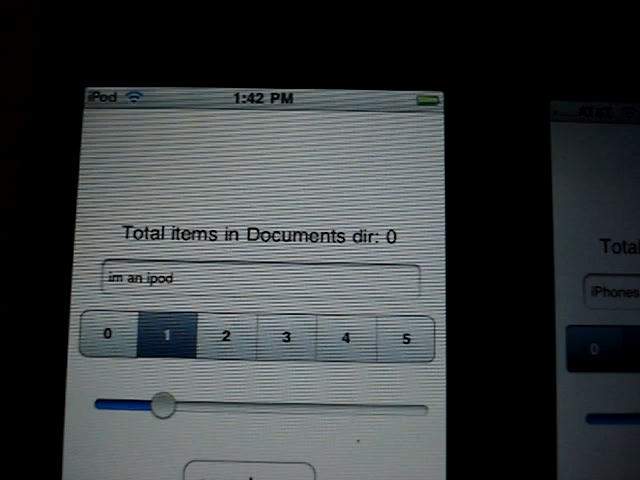 iPod 1:42 PM
AT&T
Total items in Documents dir: 0
Total
im an ipod
iPhones
0 1 2 3 4 5
0